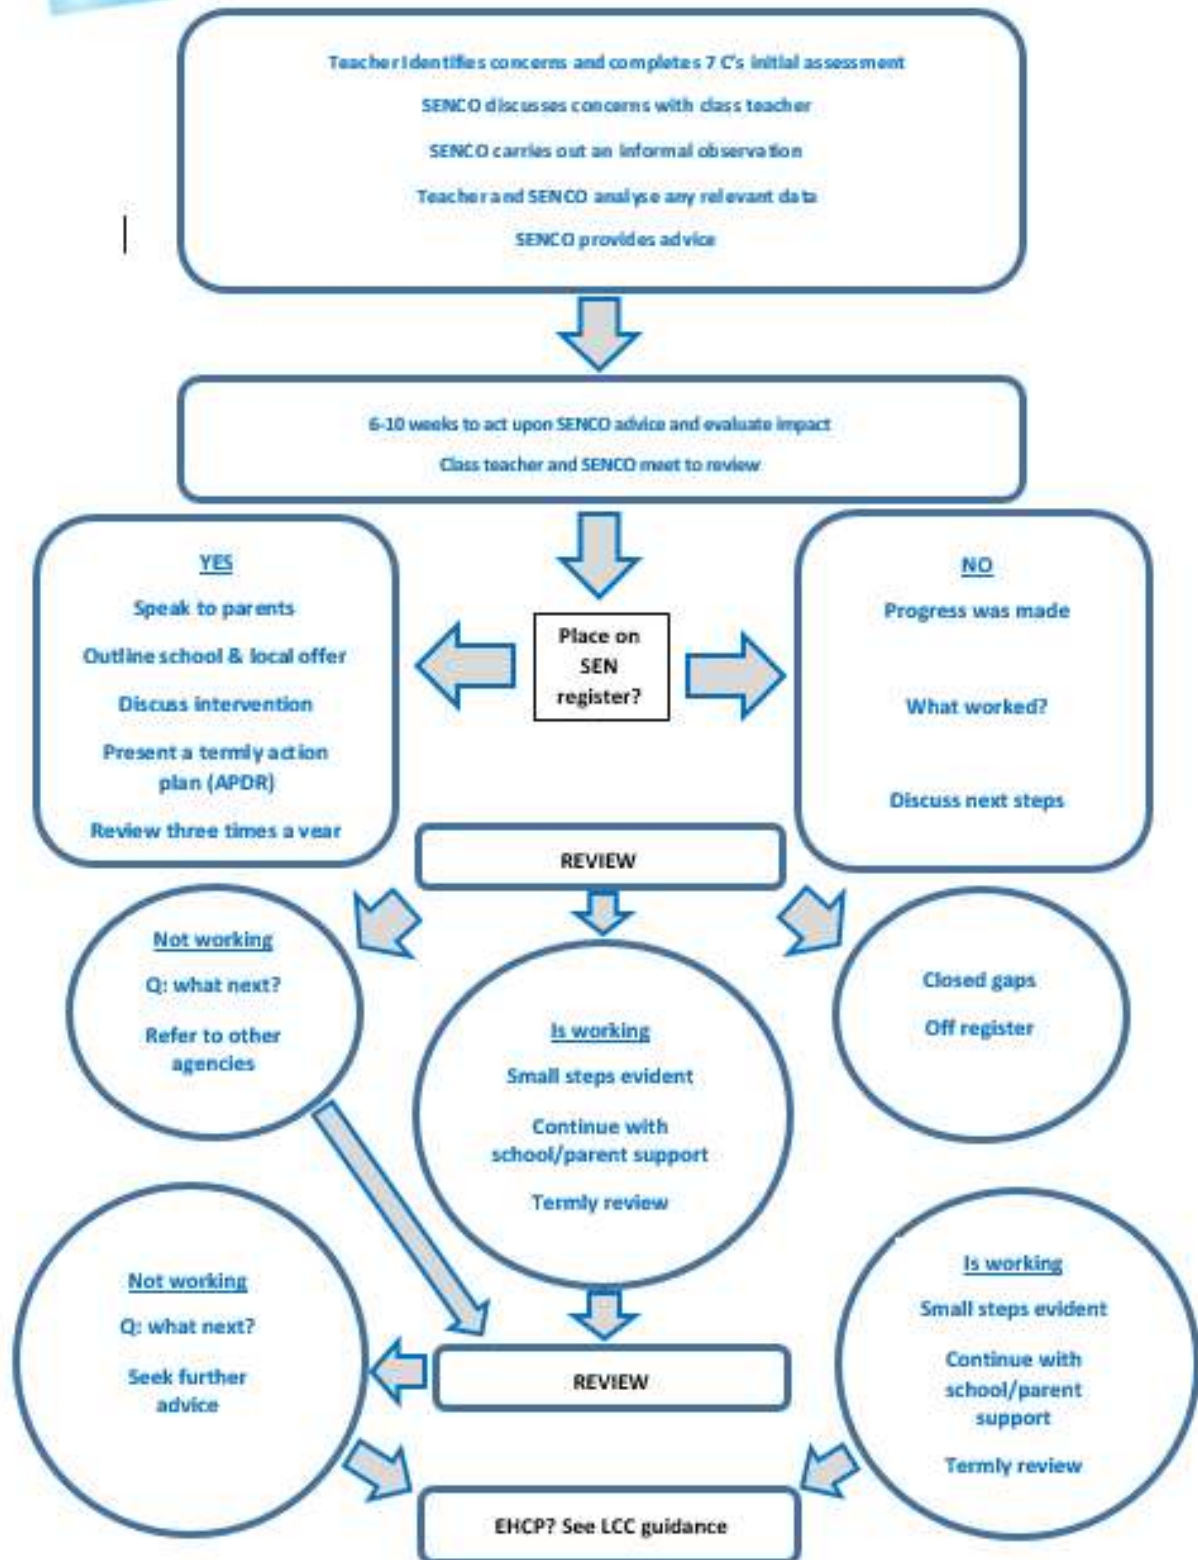 Teacher Identifies concerns and completes 7 C's initial assessment
SENCO discusses concerns with class teacher
SENCO carries out an informal observation
Teacher and SENCO analyse any relevant data
SENCO provides advice
6-10 weeks to act upon SENCO advice and evaluate impact
Class teacher and SENCO meet to review
YES
Speak to parents
Outline school & local offer
Discuss intervention
Present a termly action
plan (APDR)
Review three times a year
Place on
SEN
register?
NO
Progress was made
What worked?
Discuss next steps
REVIEW
Not working
Q: what next?
Refer to other
agencies
Is working
Small steps evident
Continue with
school/parent support
Termly review
Closed gaps
Off register
Not working
Q: what next?
Seek further
advice
REVIEW
Is working
Small steps evident
Continue with
school/parent
support
Termly review
EHCP? See LCC guidance